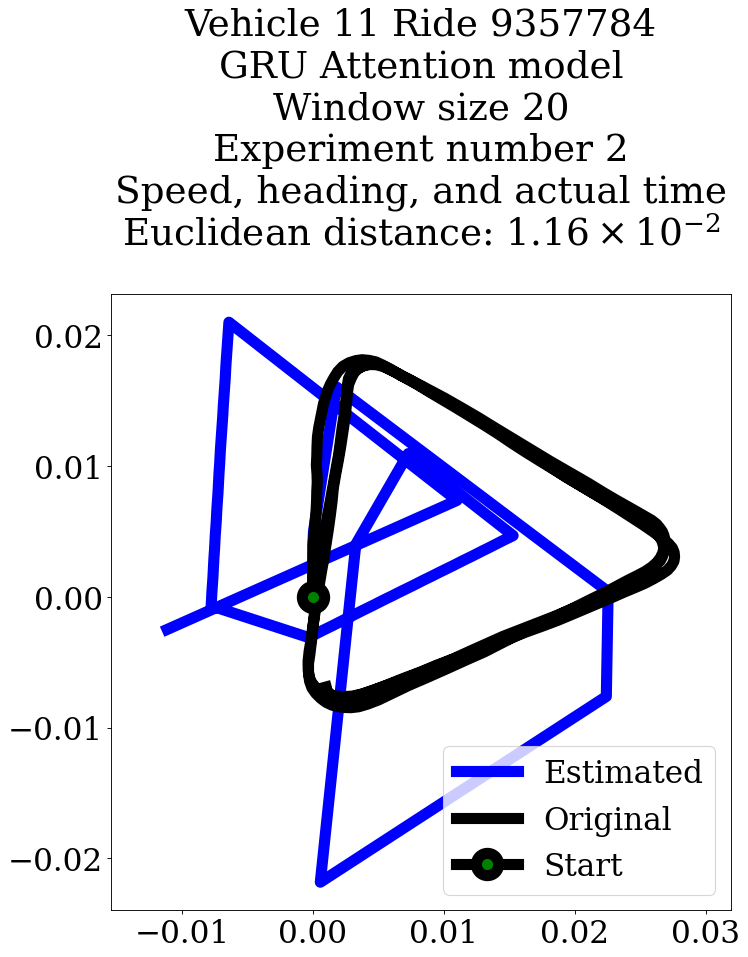 Vehicle 11 Ride 9357784
GRU Attention model
Window size 20
Experiment number 2
Speed, heading, and actual time
Euclidean distance: 1.16 × 10⁻²
0.02
0.01
0.00
−0.01
−0.02
Estimated
Original
Start
−0.01 0.00 0.01 0.02 0.03